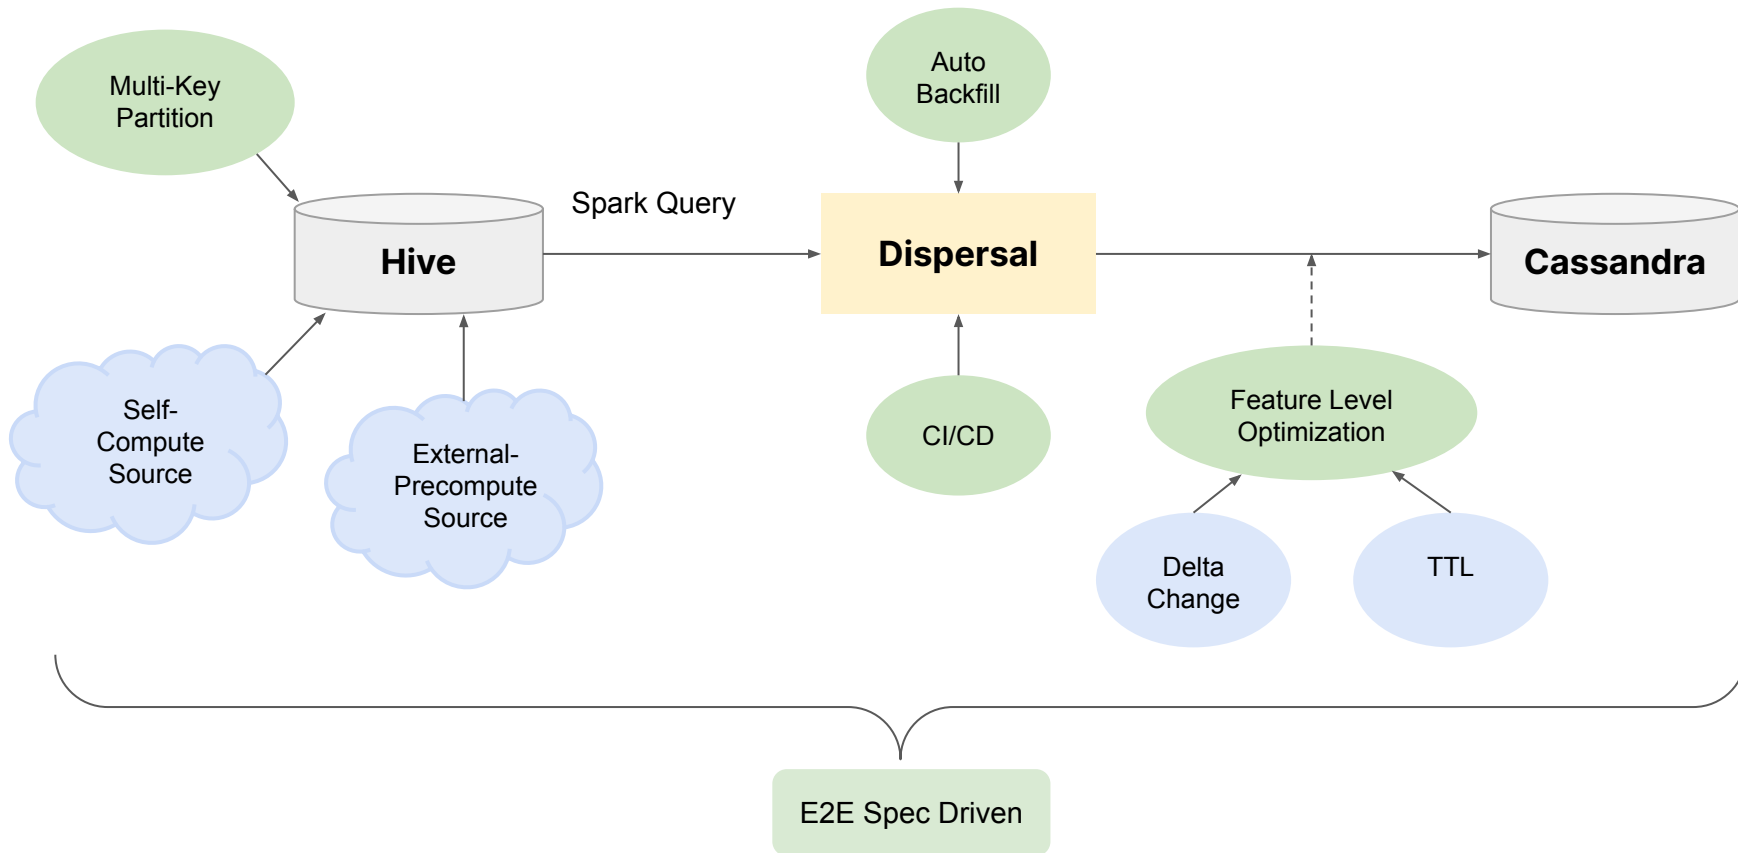 Multi-Key
Partition
Auto
Backfill
Spark Query
Hive
Dispersal
Cassandra
Self-
Compute
Source
External-
Precompute
Source
CI/CD
Feature Level
Optimization
Delta
Change
TTL
E2E Spec Driven